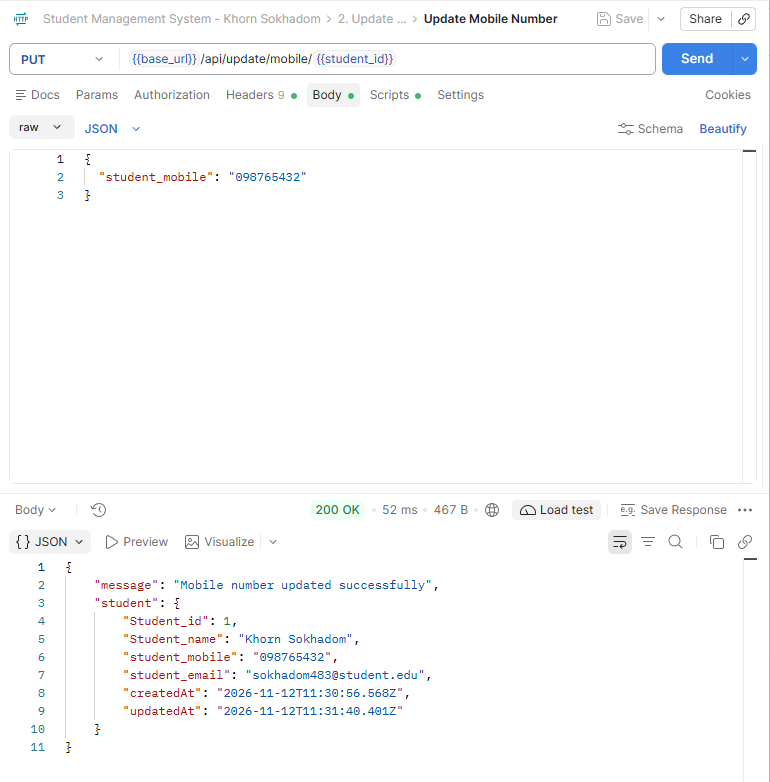 HTTP Student Management System - Khorn Sokhadom > 2. Update ... > Update Mobile Number Save Share
PUT {{base_url}}/api/update/mobile/{{student_id}} Send
Docs Params Authorization Headers 9 Body Scripts Settings Cookies
raw JSON Schema Beautify
1 {
2 "student_mobile": "098765432"
3 }
Body 200 OK • 52 ms • 467 B Load test e.g. Save Response
{} JSON Preview Visualize
1 {
2 "message": "Mobile number updated successfully",
3 "student": {
4 "Student_id": 1,
5 "Student_name": "Khorn Sokhadom",
6 "student_mobile": "098765432",
7 "student_email": "sokhadom483@student.edu",
8 "createdAt": "2026-11-12T11:30:56.568Z",
9 "updatedAt": "2026-11-12T11:31:40.401Z"
10 }
11 }